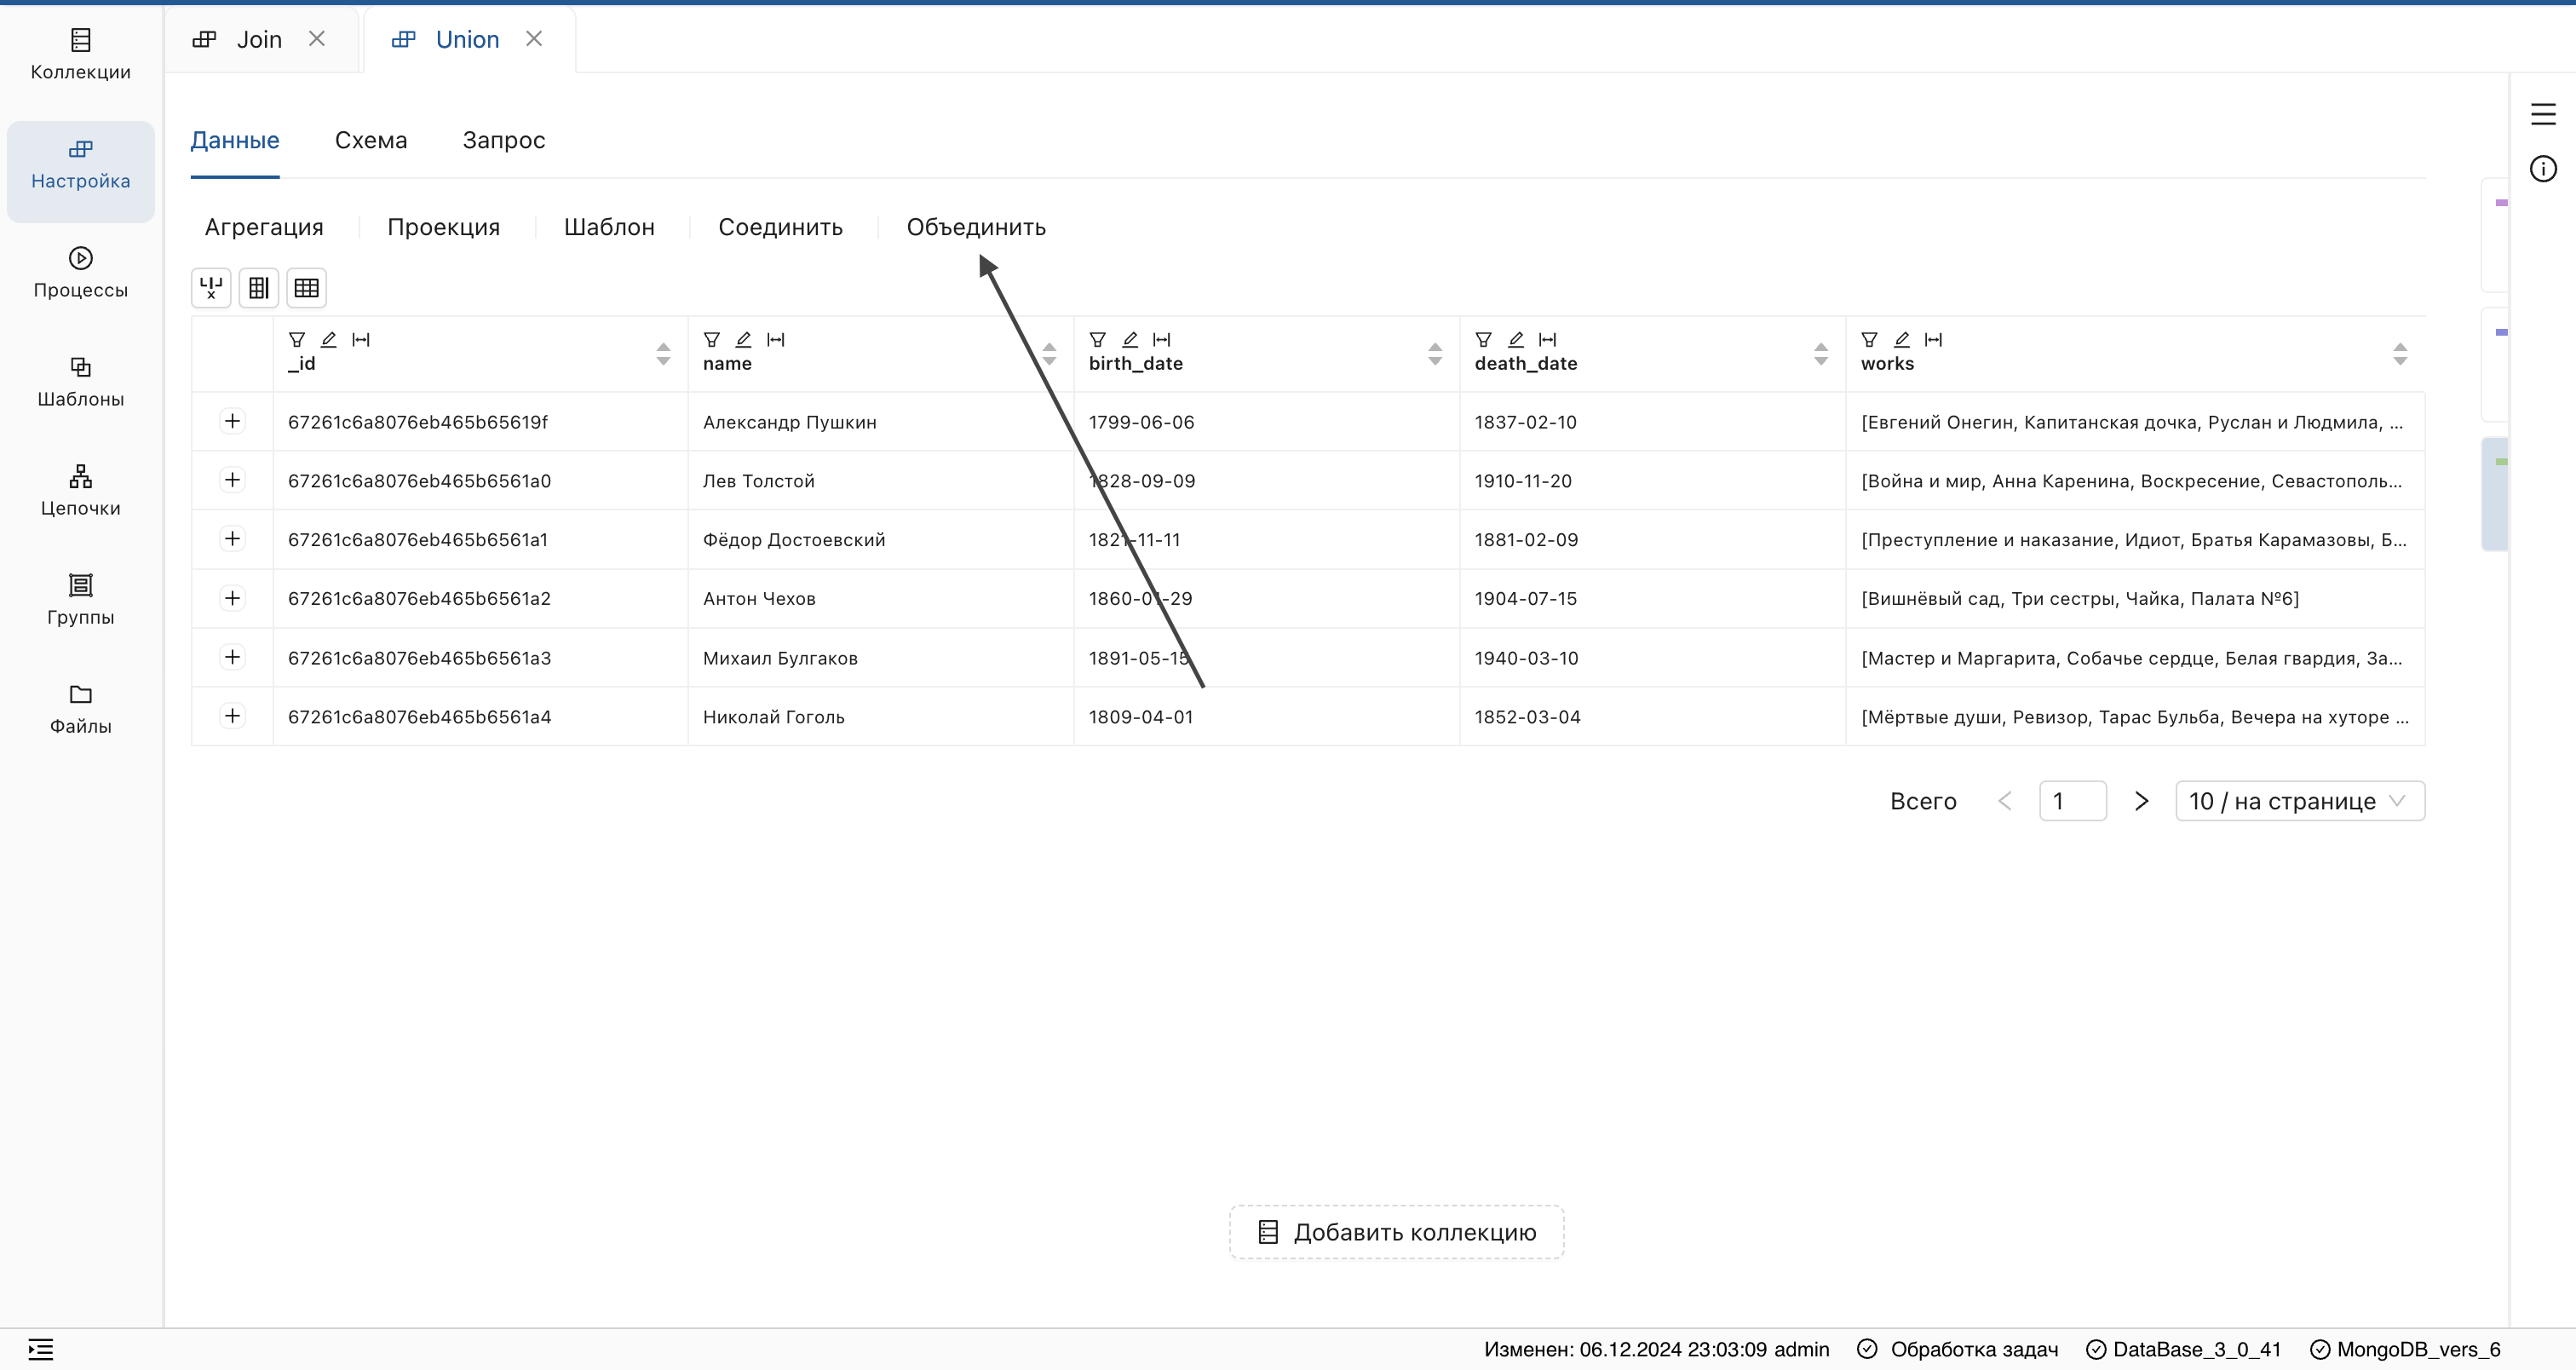 Коллекции
Настройка
Процессы
Шаблоны
Цепочки
Группы
Файлы
Join
Union
Данные Схема Запрос
Агрегация Проекция Шаблон Соединить Объединить
_id name birth_date death_date works
67261c6a8076eb465b65619f Александр Пушкин 1799-06-06 1837-02-10 [Евгений Онегин, Капитанская дочка, Руслан и Людмила, ...
67261c6a8076eb465b6561a0 Лев Толстой 1828-09-09 1910-11-20 [Война и мир, Анна Каренина, Воскресение, Севастополь...
67261c6a8076eb465b6561a1 Фёдор Достоевский 1821-11-11 1881-02-09 [Преступление и наказание, Идиот, Братья Карамазовы, Б...
67261c6a8076eb465b6561a2 Антон Чехов 1860-01-29 1904-07-15 [Вишнёвый сад, Три сестры, Чайка, Палата №6]
67261c6a8076eb465b6561a3 Михаил Булгаков 1891-05-15 1940-03-10 [Мастер и Маргарита, Собачье сердце, Белая гвардия, За...
67261c6a8076eb465b6561a4 Николай Гоголь 1809-04-01 1852-03-04 [Мёртвые души, Ревизор, Тарас Бульба, Вечера на хуторе ...
Всего 1 10 / на странице
Добавить коллекцию
Изменен: 06.12.2024 23:03:09 admin Обработка задач DataBase_3_0_41 MongoDB_vers_6